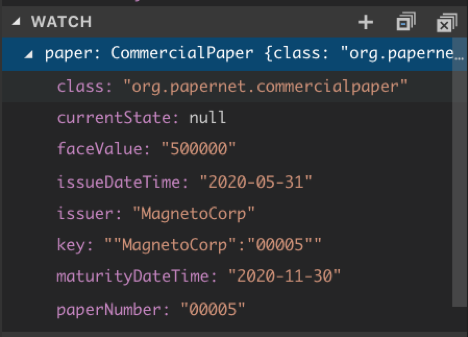 WATCH
paper: CommercialPaper {class: "org.paperne…
class: "org.papernet.commercialpaper"
currentState: null
faceValue: "500000"
issueDateTime: "2020-05-31"
issuer: "MagnetoCorp"
key: ""MagnetoCorp":"00005""
maturityDateTime: "2020-11-30"
paperNumber: "00005"